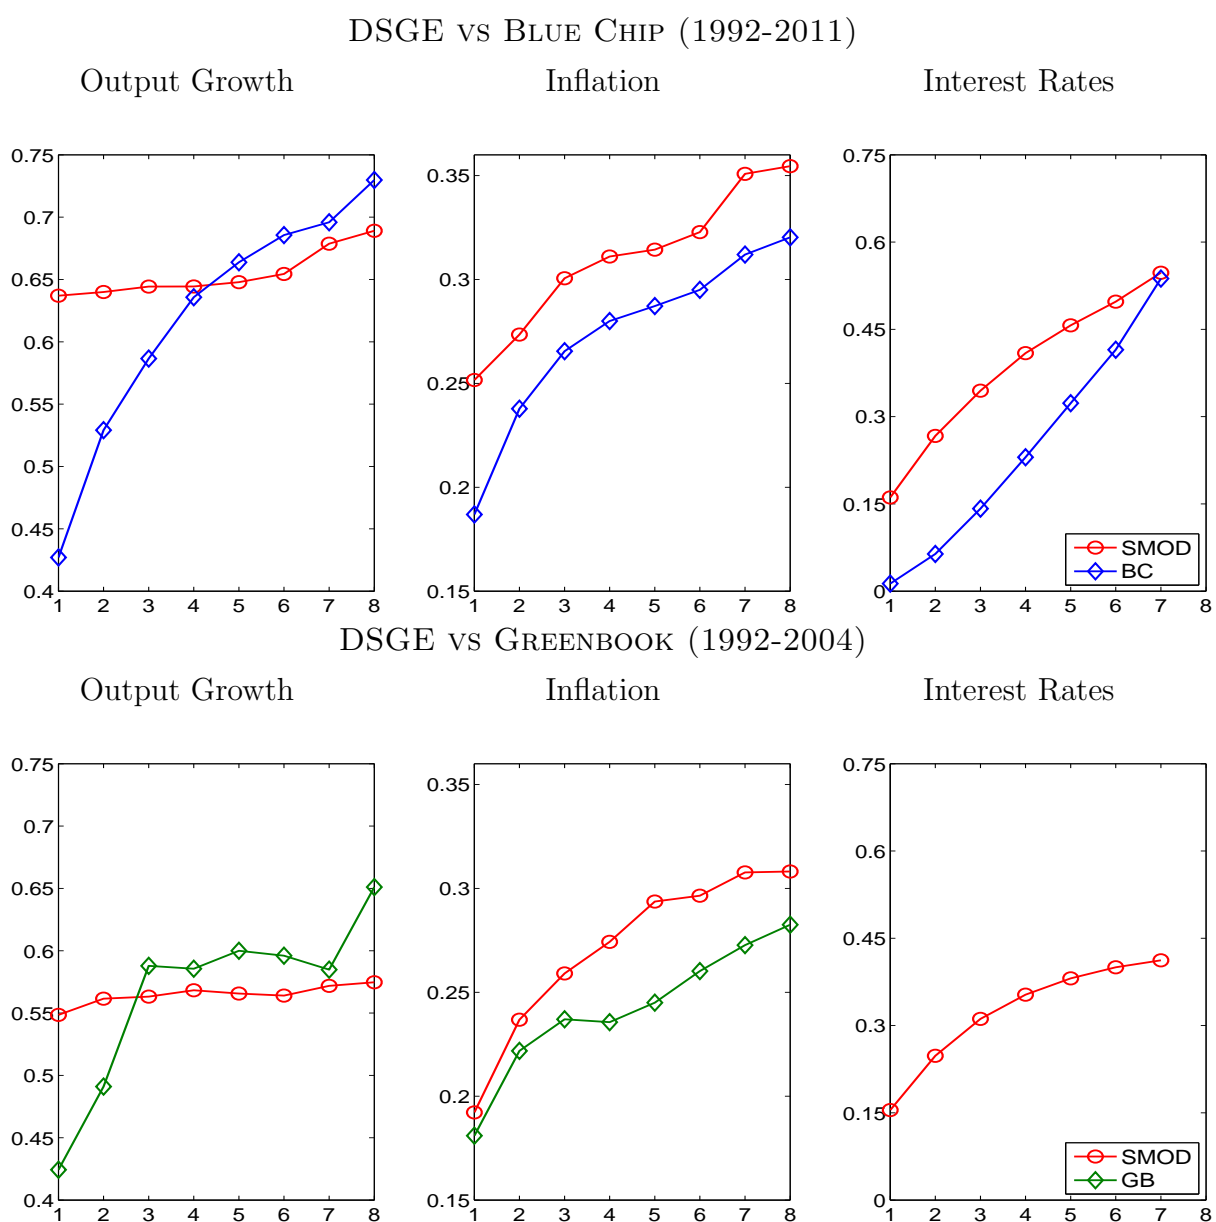 DSGE vs Blue Chip (1992-2011)
Output Growth Inflation Interest Rates
0.75
0.7
0.65
0.6
0.55
0.5
0.45
0.4
1 2 3 4 5 6 7 8
0.35
0.3
0.25
0.2
0.15
1 2 3 4 5 6 7 8
0.75
0.6
0.45
0.3
0.15
0
1 2 3 4 5 6 7 8
SMOD
BC
DSGE vs Greenbook (1992-2004)
Output Growth Inflation Interest Rates
0.75
0.7
0.65
0.6
0.55
0.5
0.45
0.4
1 2 3 4 5 6 7 8
0.35
0.3
0.25
0.2
0.15
1 2 3 4 5 6 7 8
0.75
0.6
0.45
0.3
0.15
0
1 2 3 4 5 6 7 8
SMOD
GB